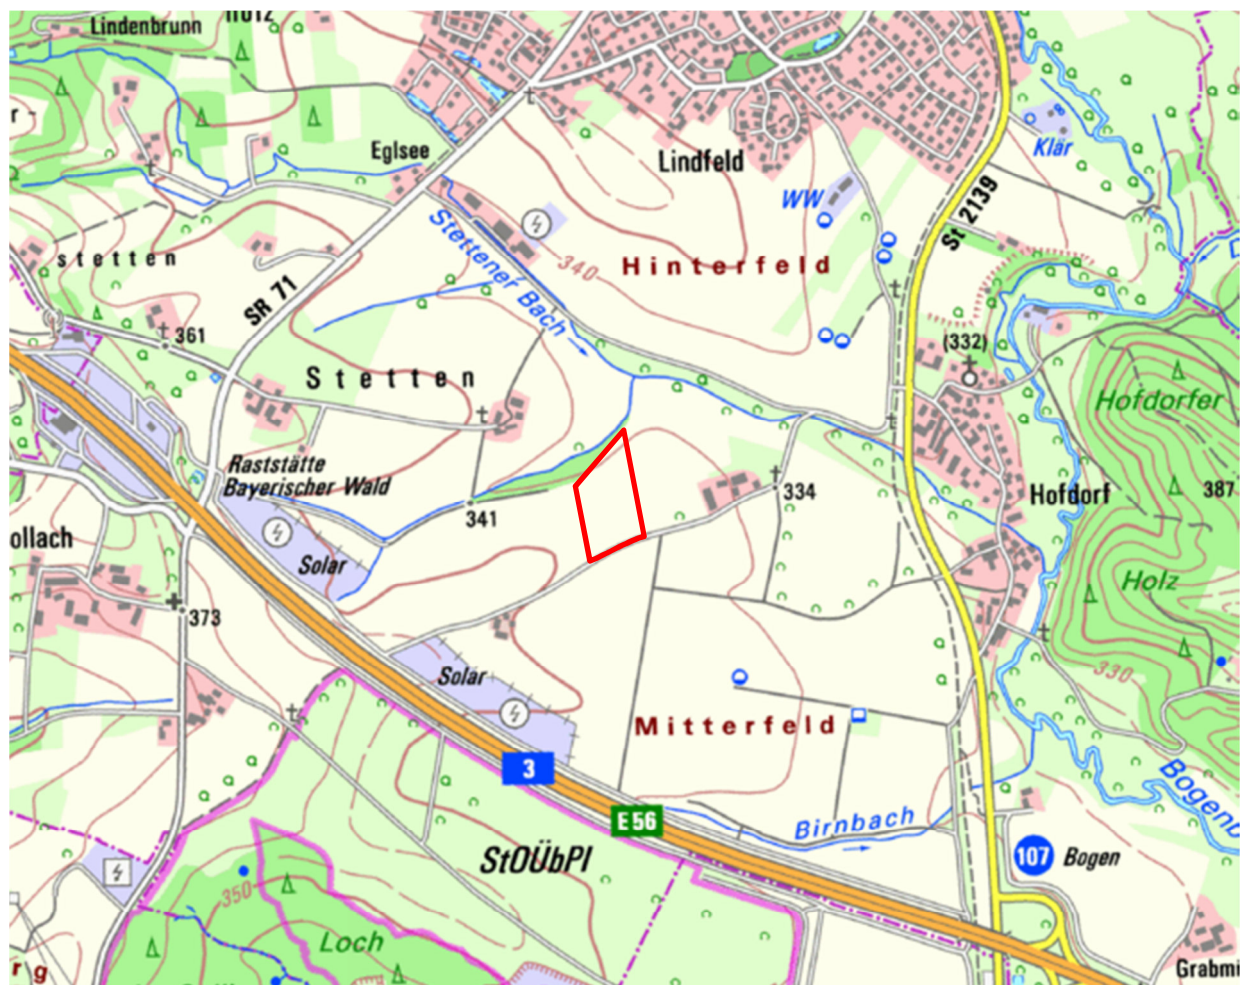 Lindenbrunn
Eglsee
Lindfeld
Klär
WW
St 2139
Stettener Bach
340
Hinterfeld
stetten
SR 71
361
(332)
Stetten
Hofdorfer
Raststätte
Bayerischer Wald
334
387
341
Hofdorf
ollach
Solar
Holz
373
330
Solar
Mitterfeld
3
E 56
Birnbach
107
Bogen
StOÜbPl
350
Loch
rg